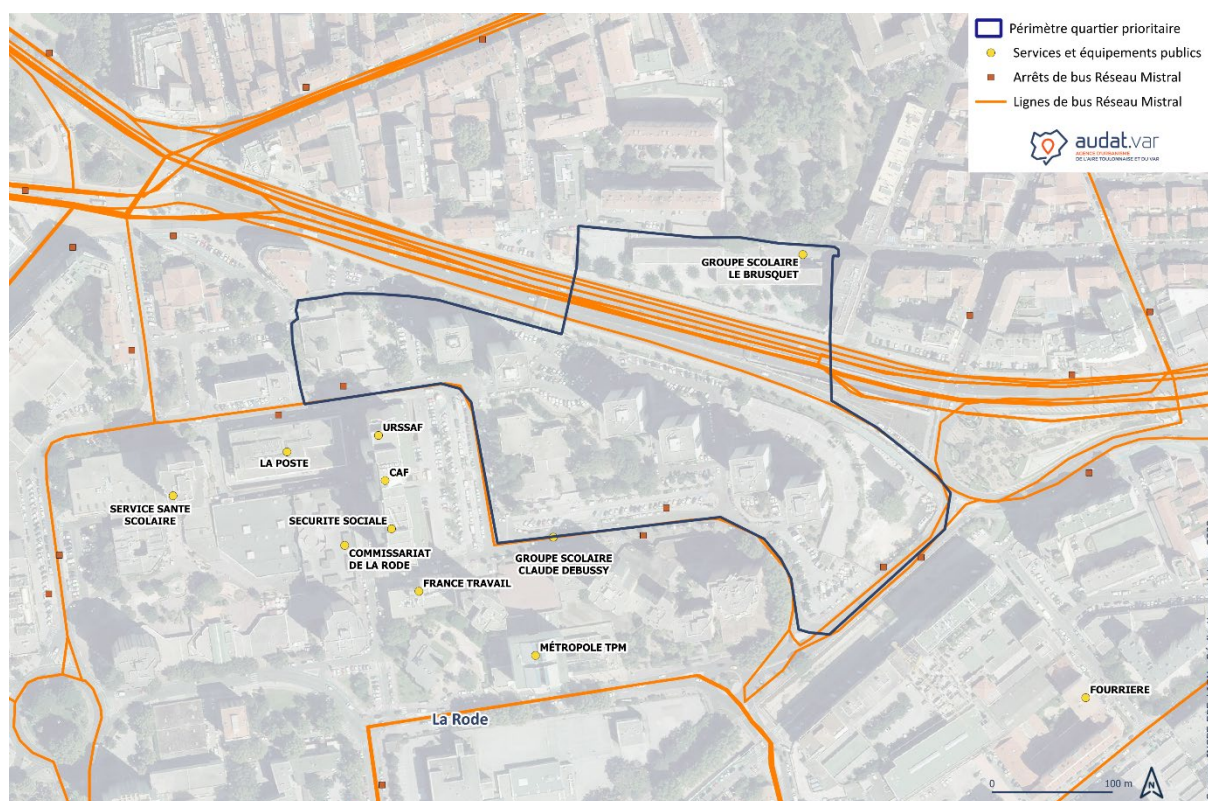 Périmètre quartier prioritaire
Services et équipements publics
Arrêts de bus Réseau Mistral
Lignes de bus Réseau Mistral
audat.var
AGENCE D'URBANISME
DE L'AIRE TOULONNAISE ET DU VAR
GROUPE SCOLAIRE
LE BRUSQUET
URSSAF
LA POSTE
CAF
SERVICE SANTE
SCOLAIRE
SECURITE SOCIALE
COMMISSARIAT
DE LA RODE
GROUPE SCOLAIRE
CLAUDE DEBUSSY
FRANCE TRAVAIL
MÉTROPOLE TPM
FOURRIERE
La Rode
0 100 m
N